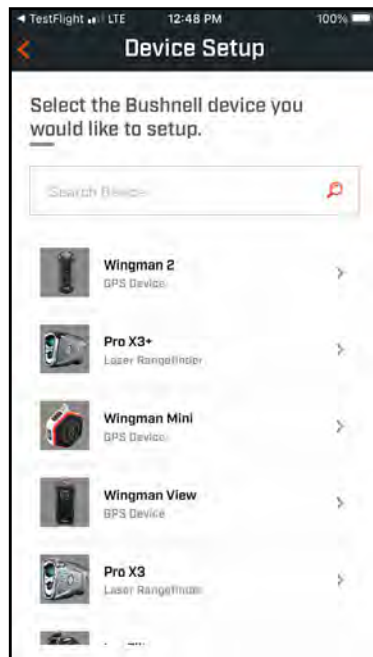 ◄ TestFlight LTE 12:48 PM 100%
Device Setup
Select the Bushnell device you
would like to setup.
Search Device
Wingman 2
GPS Device
Pro X3+
Laser Rangefinder
Wingman Mini
GPS Device
Wingman View
GPS Device
Pro X3
Laser Rangefinder